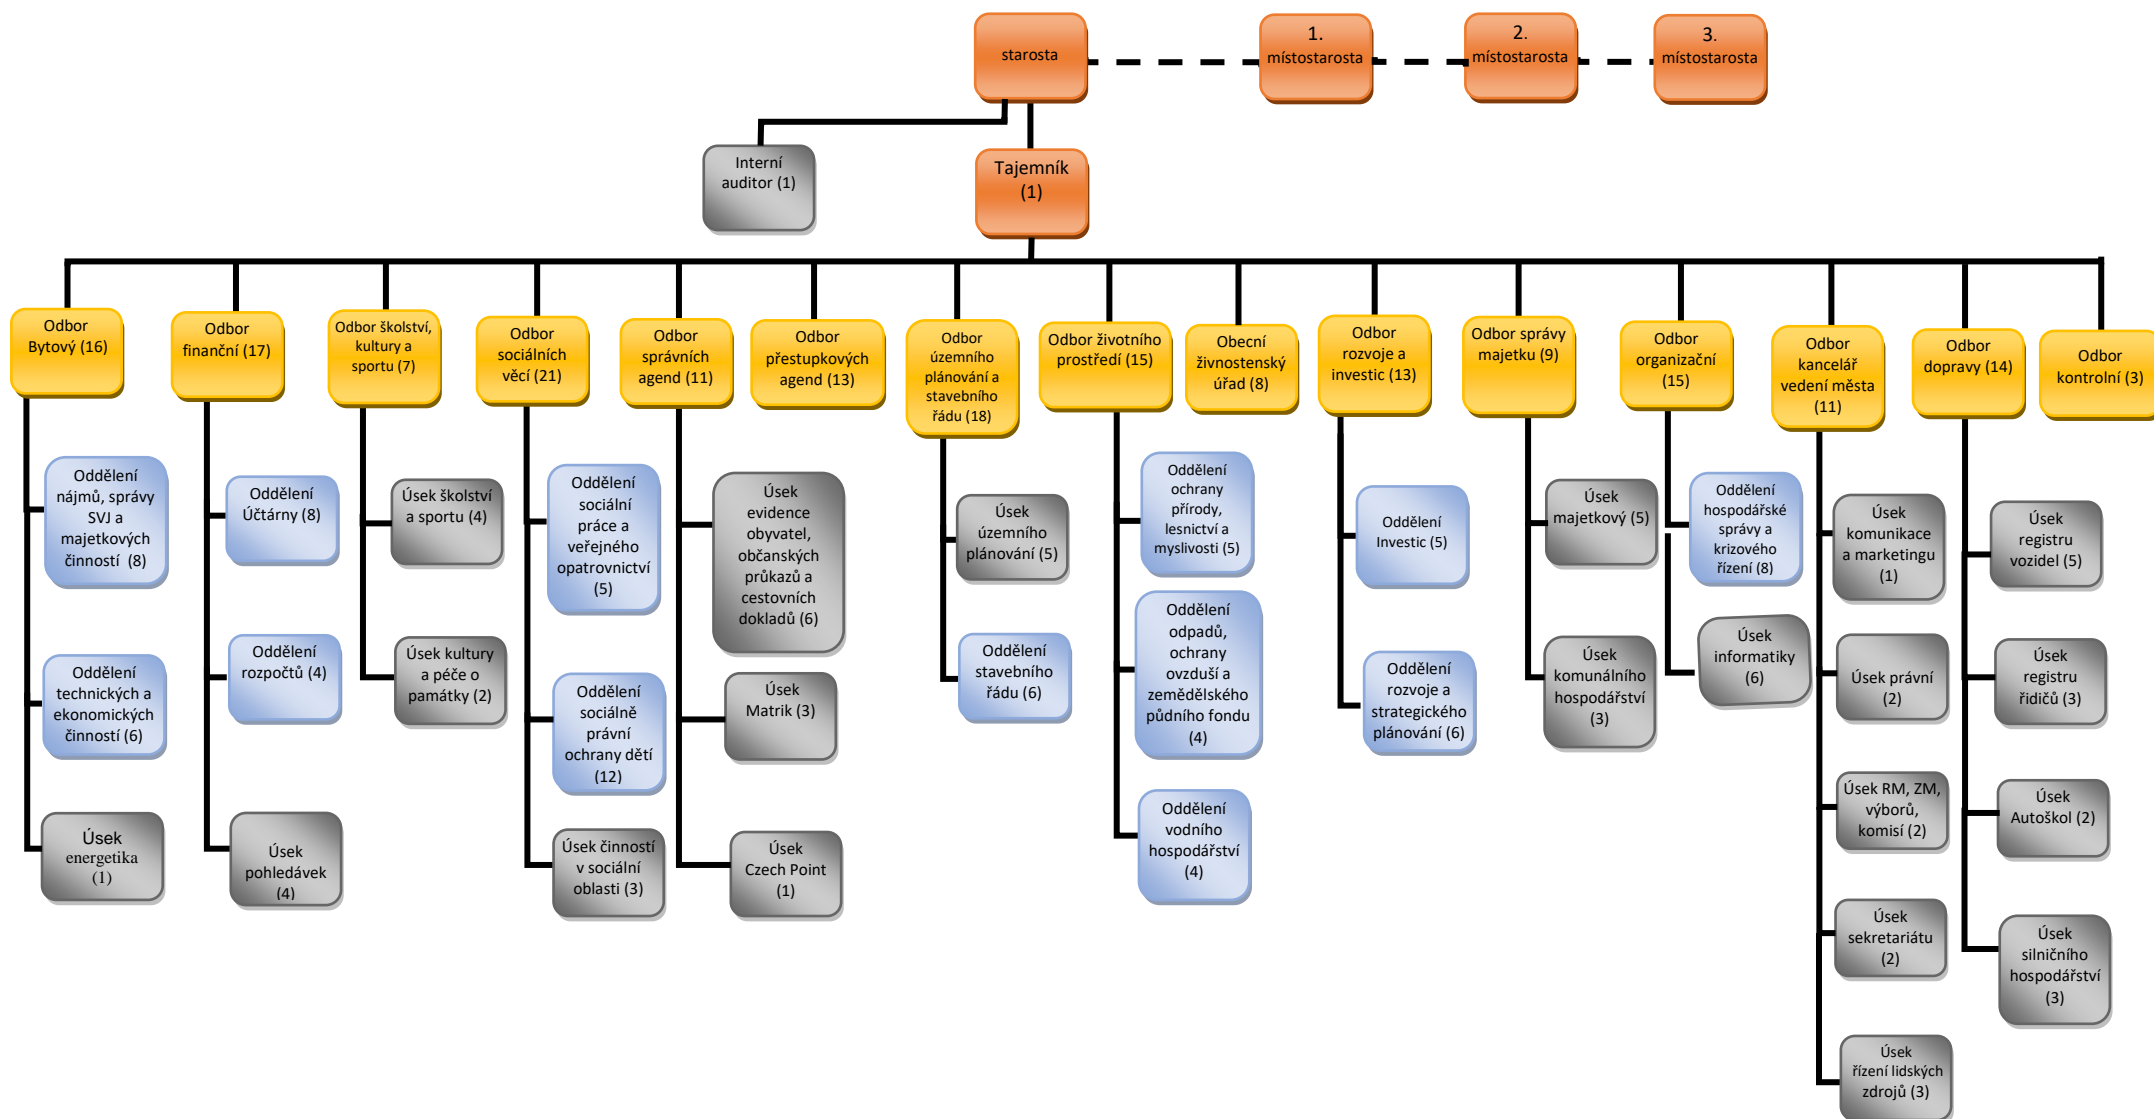 starosta
1.
místostarosta
2.
místostarosta
3.
místostarosta
Interní
auditor (1)
Tajemník
(1)
Odbor
Bytový (16)
Odbor
finanční (17)
Odbor školství,
kultury a
sportu (7)
Odbor
sociálních
věcí (21)
Odbor
správních
agend (11)
Odbor
přestupkových
agend (13)
Odbor
územního
plánování a
stavebního
řádu (18)
Odbor životního
prostředí (15)
Obecní
živnostenský
úřad (8)
Odbor
rozvoje a
investic (13)
Odbor správy
majetku (9)
Odbor
organizační
(15)
Odbor
kancelář
vedení města
(11)
Odbor
dopravy (14)
Odbor
kontrolní (3)
Oddělení
nájmů, správy
SVJ a
majetkových
činností (8)
Oddělení
technických a
ekonomických
činností (6)
Úsek
energetika
(1)
Oddělení
Účtárny (8)
Oddělení
rozpočtů (4)
Úsek
pohledávek
(4)
Úsek školství
a sportu (4)
Úsek kultury
a péče o
památky (2)
Oddělení
sociální
práce a
veřejného
opatrovnictví
(5)
Oddělení
sociálně
právní
ochrany dětí
(12)
Úsek činností
v sociální
oblasti (3)
Úsek
evidence
obyvatel,
občanských
průkazů a
cestovních
dokladů (6)
Úsek
Matrik (3)
Úsek
Czech Point
(1)
Úsek
územního
plánování (5)
Oddělení
stavebního
řádu (6)
Oddělení
ochrany
přírody,
lesnictví a
myslivosti (5)
Oddělení
odpadů,
ochrany
ovzduší a
zemědělského
půdního fondu
(4)
Oddělení
vodního
hospodářství
(4)
Oddělení
Investic (5)
Oddělení
rozvoje a
strategického
plánování (6)
Úsek
majetkový (5)
Úsek
komunálního
hospodářství
(3)
Oddělení
hospodářské
správy a
krizového
řízení (8)
Úsek
informatiky
(6)
Úsek
komunikace
a marketingu
(1)
Úsek právní
(2)
Úsek RM, ZM,
výborů,
komisí (2)
Úsek
sekretariátu
(2)
Úsek
řízení lidských
zdrojů (3)
Úsek
registru
vozidel (5)
Úsek
registru
řidičů (3)
Úsek
Autoškol (2)
Úsek
silničního
hospodářství
(3)